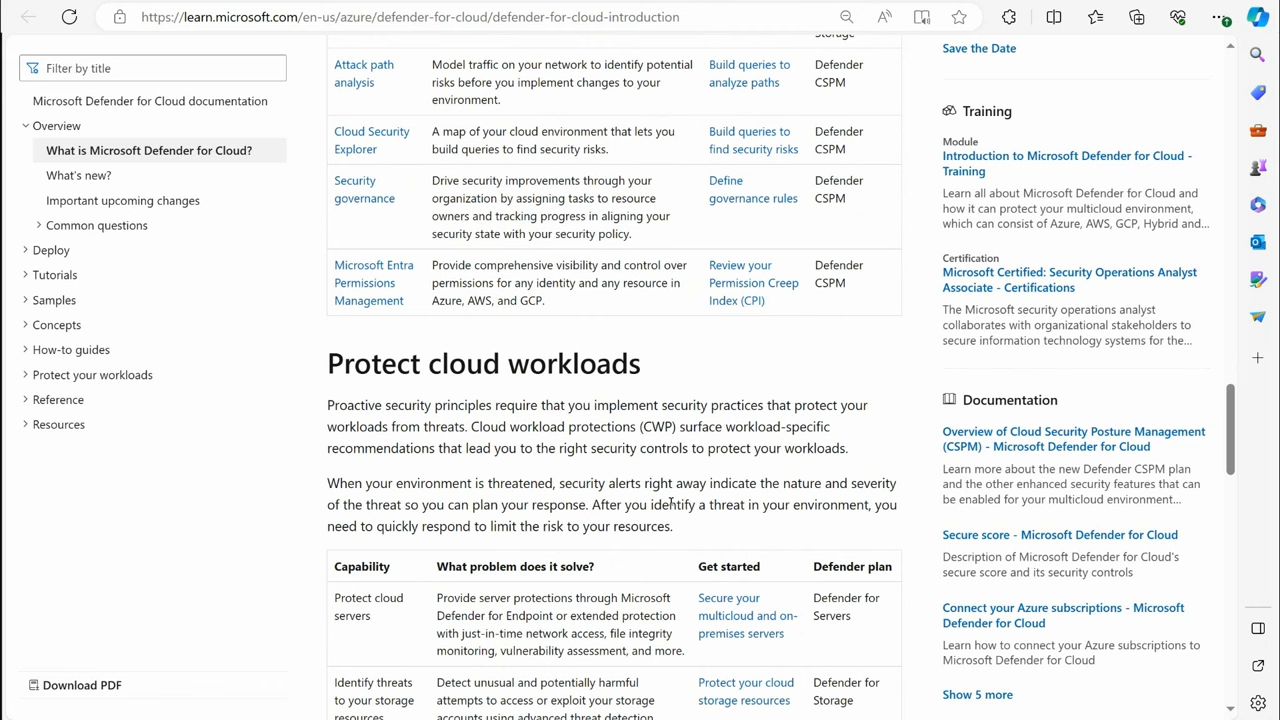 https://learn.microsoft.com/en-us/azure/defender-for-cloud/defender-for-cloud-introduction
Filter by title
Microsoft Defender for Cloud documentation
Overview
What is Microsoft Defender for Cloud?
What's new?
Important upcoming changes
Common questions
Deploy
Tutorials
Samples
Concepts
How-to guides
Protect your workloads
Reference
Resources
Download PDF
Storage
Attack path
analysis
Model traffic on your network to identify potential
risks before you implement changes to your
environment.
Build queries to
analyze paths
Defender
CSPM
Cloud Security
Explorer
A map of your cloud environment that lets you
build queries to find security risks.
Build queries to
find security risks
Defender
CSPM
Security
governance
Drive security improvements through your
organization by assigning tasks to resource
owners and tracking progress in aligning your
security state with your security policy.
Define
governance rules
Defender
CSPM
Microsoft Entra
Permissions
Management
Provide comprehensive visibility and control over
permissions for any identity and any resource in
Azure, AWS, and GCP.
Review your
Permission Creep
Index (CPI)
Defender
CSPM
Protect cloud workloads
Proactive security principles require that you implement security practices that protect your
workloads from threats. Cloud workload protections (CWP) surface workload-specific
recommendations that lead you to the right security controls to protect your workloads.
When your environment is threatened, security alerts right away indicate the nature and severity
of the threat so you can plan your response. After you identify a threat in your environment, you
need to quickly respond to limit the risk to your resources.
Capability
What problem does it solve?
Get started
Defender plan
Protect cloud
servers
Provide server protections through Microsoft
Defender for Endpoint or extended protection
with just-in-time network access, file integrity
monitoring, vulnerability assessment, and more.
Secure your
multicloud and on-
premises servers
Defender for
Servers
Identify threats
to your storage
resources
Detect unusual and potentially harmful
attempts to access or exploit your storage
accounts using advanced threat detection
Protect your cloud
storage resources
Defender for
Storage
Save the Date
Training
Module
Introduction to Microsoft Defender for Cloud -
Training
Learn all about Microsoft Defender for Cloud and
how it can protect your multicloud environment,
which can consist of Azure, AWS, GCP, Hybrid and...
Certification
Microsoft Certified: Security Operations Analyst
Associate - Certifications
The Microsoft security operations analyst
collaborates with organizational stakeholders to
secure information technology systems for the...
Documentation
Overview of Cloud Security Posture Management
(CSPM) - Microsoft Defender for Cloud
Learn more about the new Defender CSPM plan
and the other enhanced security features that can
be enabled for your multicloud environment...
Secure score - Microsoft Defender for Cloud
Description of Microsoft Defender for Cloud's
secure score and its security controls
Connect your Azure subscriptions - Microsoft
Defender for Cloud
Learn how to connect your Azure subscriptions to
Microsoft Defender for Cloud
Show 5 more